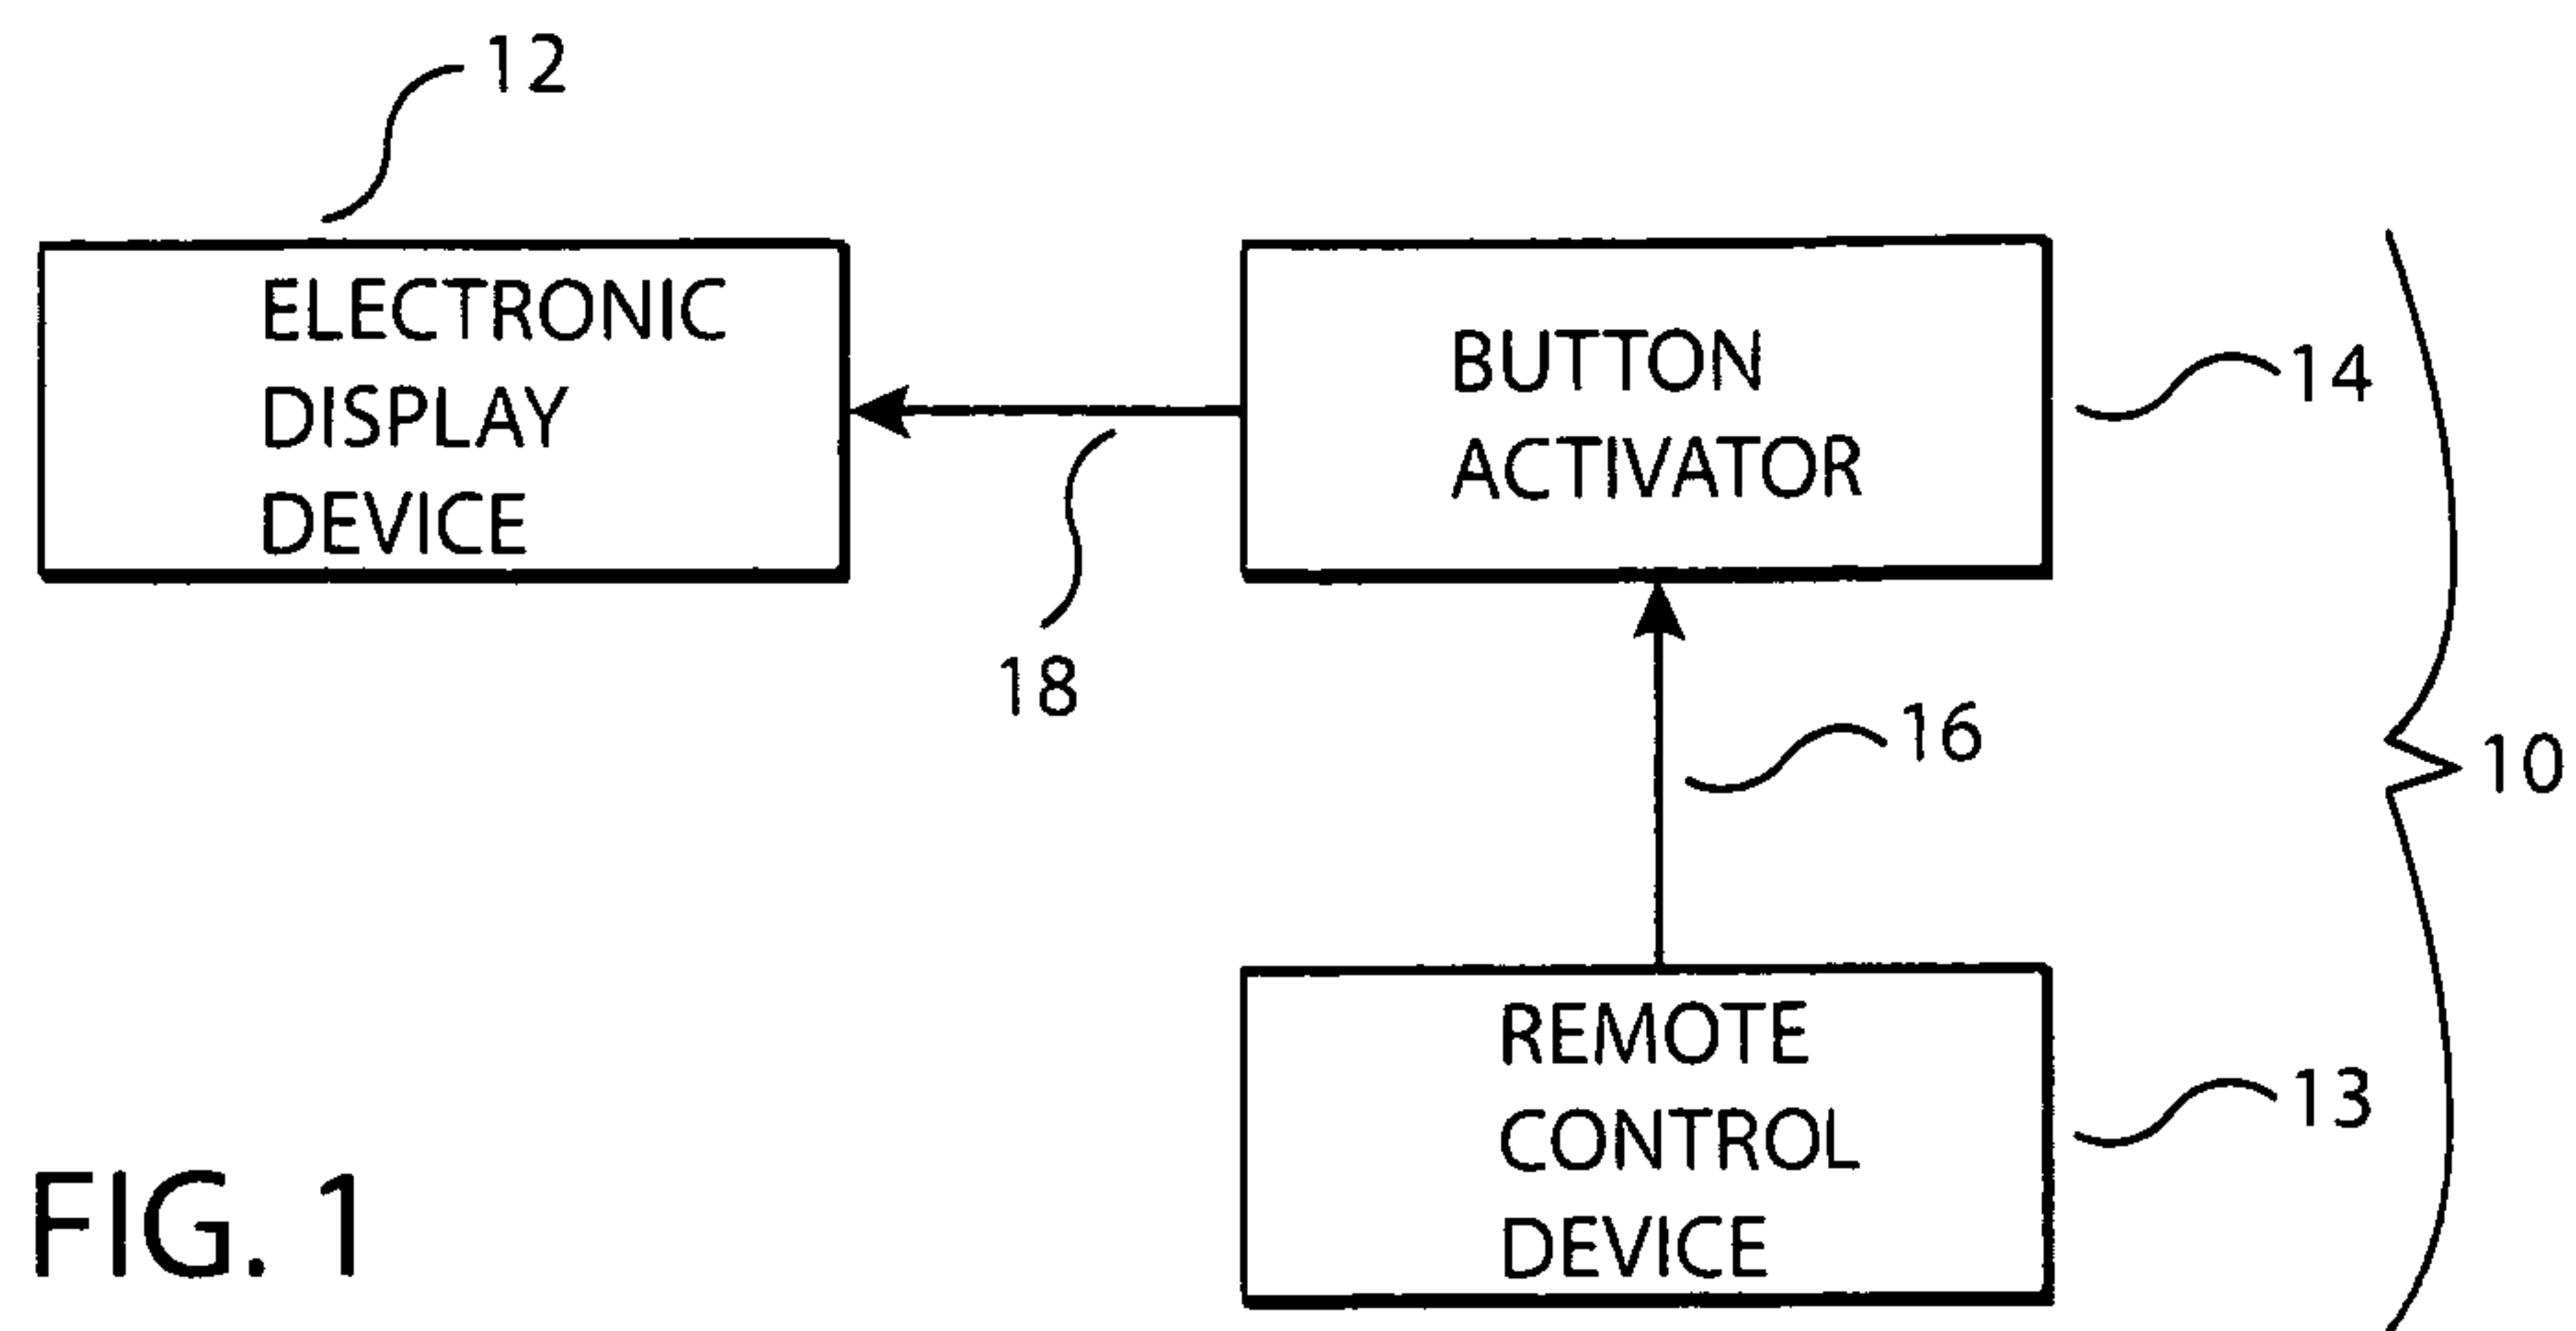 12
ELECTRONIC
DISPLAY
DEVICE
BUTTON
ACTIVATOR
14
18
16
10
REMOTE
CONTROL
DEVICE
13
FIG. 1